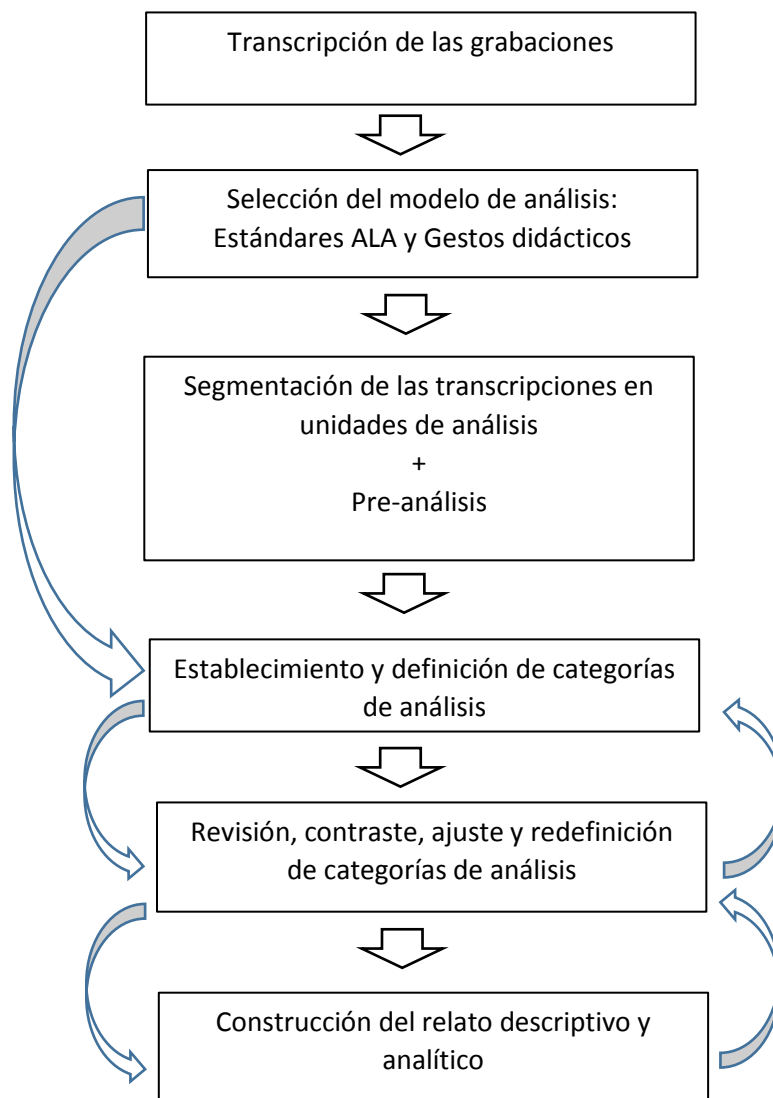 Transcripción de las grabaciones
Selección del modelo de análisis:
Estándares ALA y Gestos didácticos
Segmentación de las transcripciones en
unidades de análisis
+
Pre-análisis
Establecimiento y definición de categorías
de análisis
Revisión, contraste, ajuste y redefinición
de categorías de análisis
Construcción del relato descriptivo y
analítico